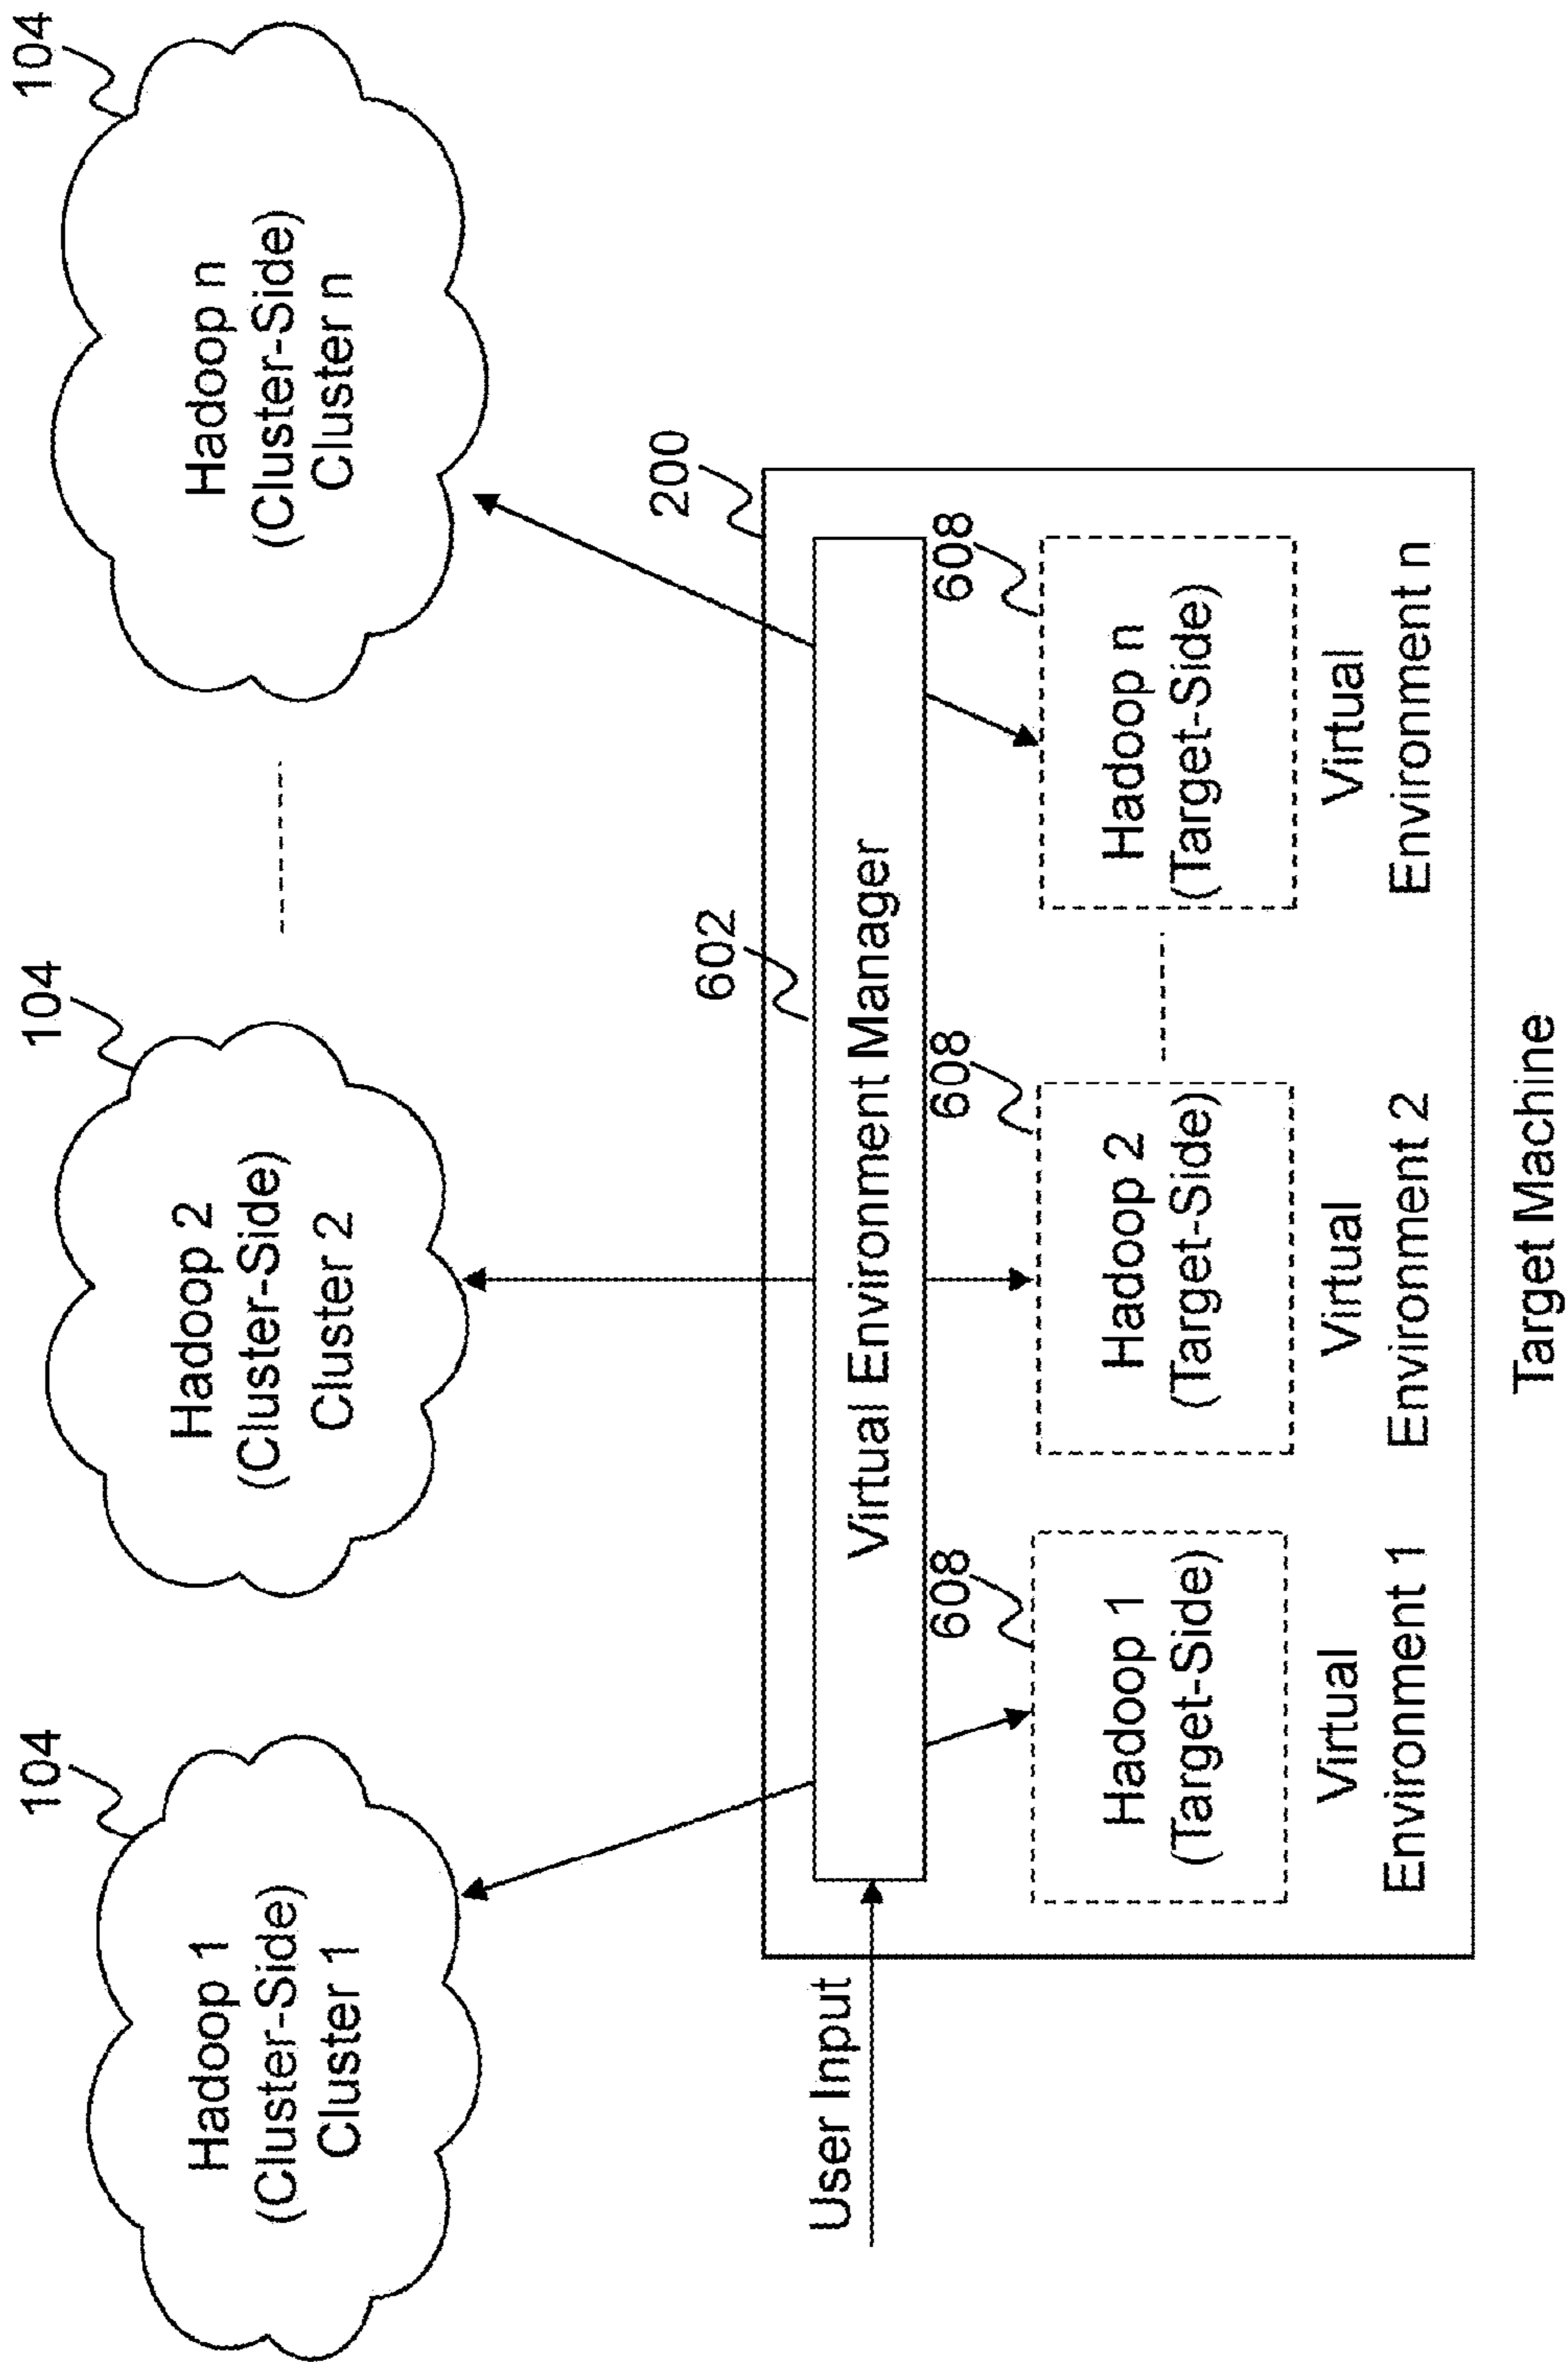 104
Hadoop 1
(Cluster-Side)
Cluster 1
104
Hadoop 2
(Cluster-Side)
Cluster 2
104
Hadoop n
(Cluster-Side)
Cluster n
User Input
602
200
Virtual Environment Manager
608
Hadoop 1
(Target-Side)
Virtual
Environment 1
608
Hadoop 2
(Target-Side)
Virtual
Environment 2
608
Hadoop n
(Target-Side)
Virtual
Environment n
Target Machine